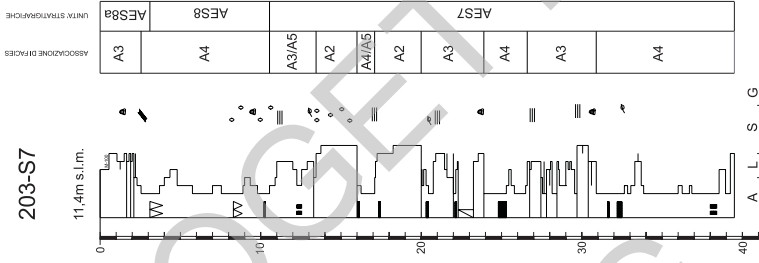 203-S7
11,4m s.l.m.
UNITA' STRATIGRAFICHE
AES8a
AES8
AES7
ASSOCIAZIONE DI FACIES
A3
A4
A3/A5
A2
A4/A5
A2
A3
A4
A3
A4
A L S G
0
10
20
30
40